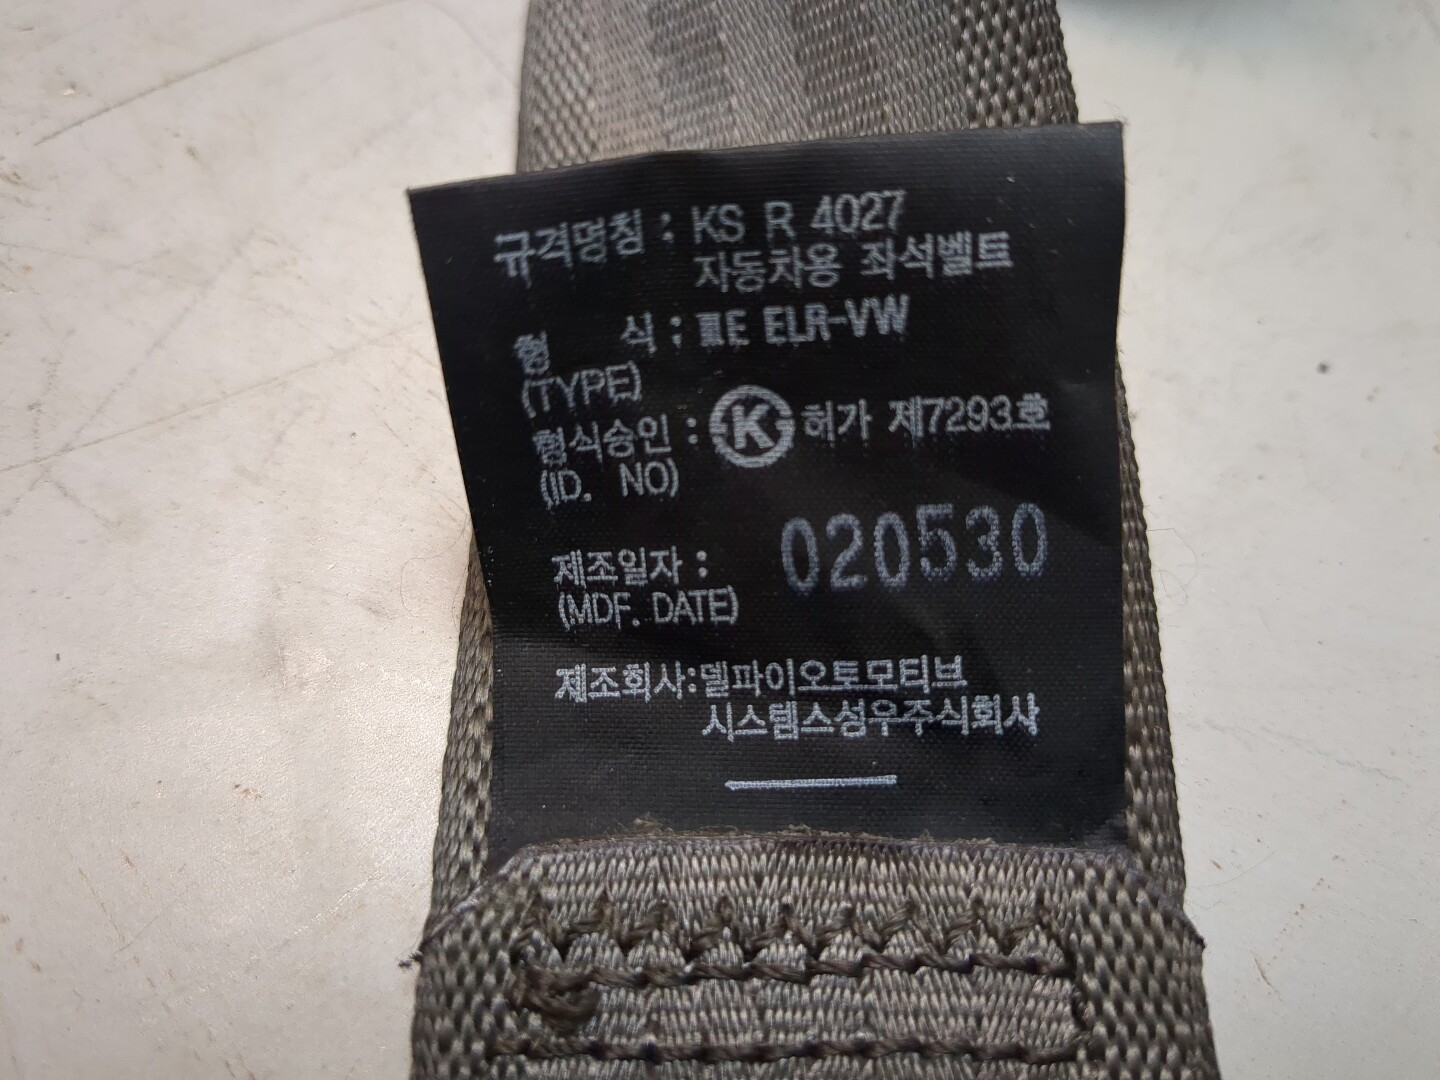 규격명칭 : KS R 4027
자동차용 좌석벨트
형 식 : ⅢE ELR-VW
(TYPE)
형식승인 : Ⓚ 허가 제7293호
(ID. NO)
제조일자 : 020530
(MDF. DATE)
제조회사:델파이오토모티브
시스템스성우주식회사